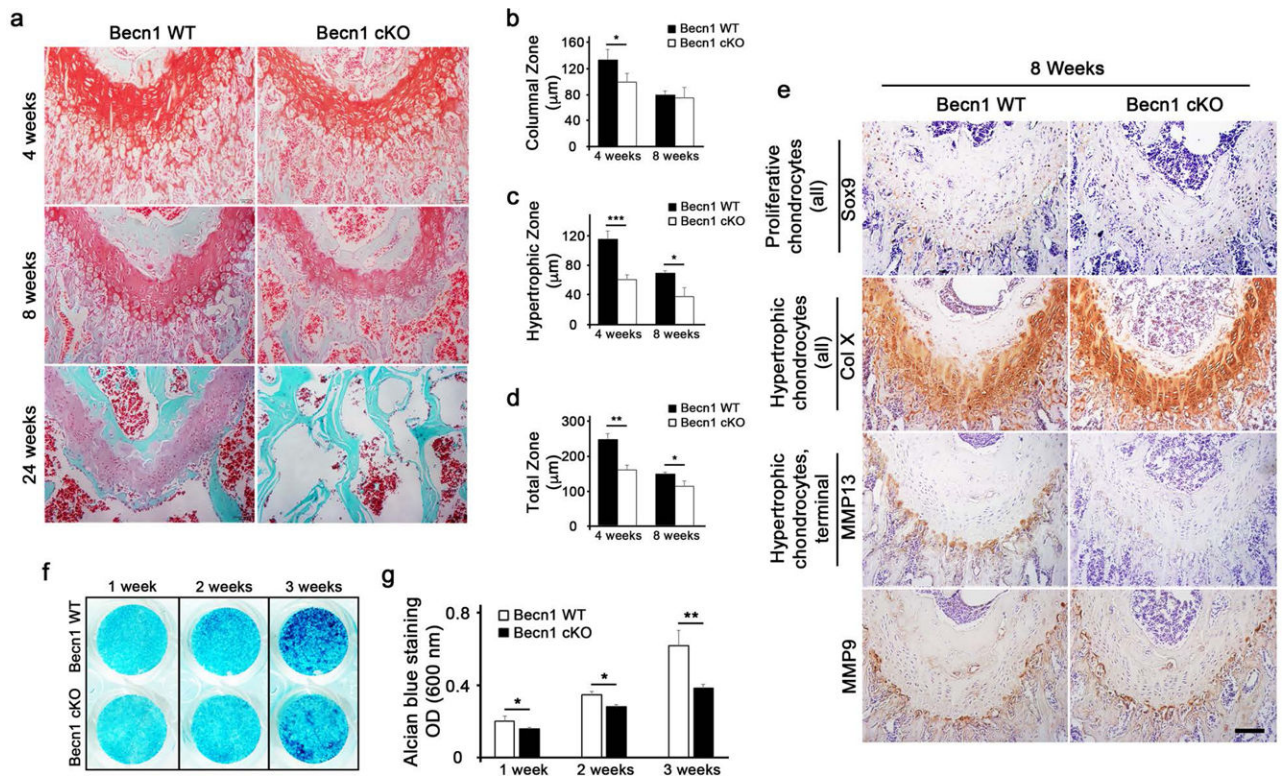 a
Becn1 WT
Becn1 cKO
4 weeks
8 weeks
24 weeks
b
Becn1 WT
Becn1 cKO
Columnal Zone
(μm)
160
120
80
40
0
*
4 weeks
8 weeks
c
Becn1 WT
Becn1 cKO
Hypertrophic Zone
(μm)
120
80
40
0
***
*
4 weeks
8 weeks
d
Becn1 WT
Becn1 cKO
Total Zone
(μm)
300
200
100
0
**
*
4 weeks
8 weeks
e
8 Weeks
Becn1 WT
Becn1 cKO
Proliferative
chondrocytes
(all)
Sox9
Hypertrophic
chondrocytes
(all)
Col X
Hypertrophic
chondrocytes,
terminal
MMP13
MMP9
f
1 week
2 weeks
3 weeks
Becn1 WT
Becn1 cKO
g
Alcian blue staining
OD (600 nm)
0.8
0.4
0
Becn1 WT
Becn1 cKO
*
*
**
1 week
2 weeks
3 weeks